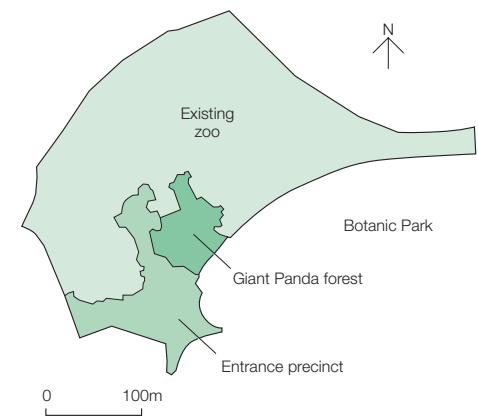 N
Existing
zoo
Botanic Park
Giant Panda forest
Entrance precinct
0 100m